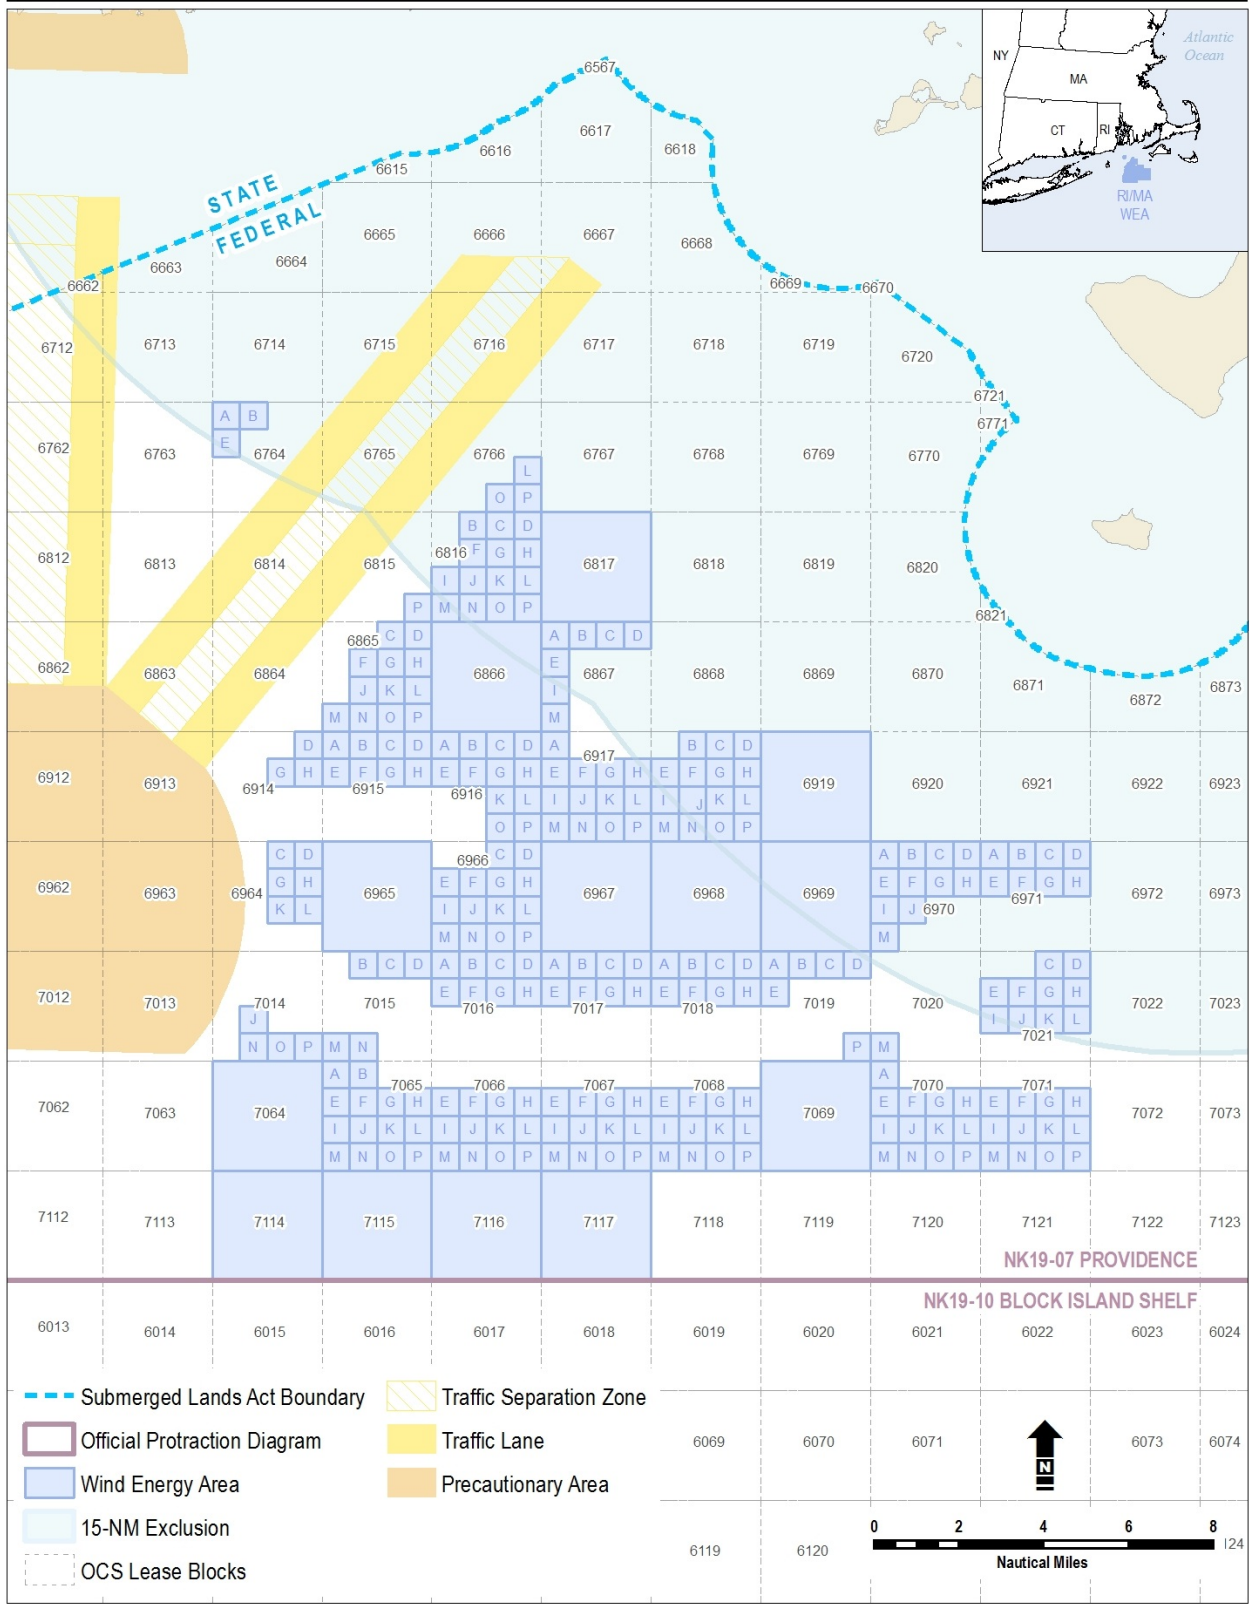 6567
6617
6616
6618
6615
STATE
FEDERAL
6665 6666 6667 6668
6663 6664
6662 6669 6670
6712 6713 6714 6715 6716 6717 6718 6719 6720
6721
6771
A B
E
6762 6763 6764 6765 6766 6767 6768 6769 6770
L
O P
B C D
6816 F G H
6812 6813 6814 6815 6817 6818 6819 6820
I J K L
P M N O P
6821
6865 C D A B C D
F G H E
6862 6863 6864 6866 6867 6868 6869 6870 6871 6872 6873
J K L I
M N O P M
D A B C D A B C D A B C D
6917
G H E F G H E F G H E F G H E F G H
6912 6913 6914 6915 6916 6919 6920 6921 6922 6923
K L I J K L I J K L
O P M N O P M N O P
C D 6966 C D A B C D A B C D
G H E F G H E F G H E F G H
6962 6963 6964 6965 6967 6968 6969 6971 6972 6973
K L I J K L I J 6970
M N O P M
B C D A B C D A B C D A B C D A B C D C D
E F G H E F G H E F G H E E F G H
7012 7013 7014 7015 7016 7017 7018 7019 7020 7022 7023
J I J K L
7021
N O P M N P M
A B A
7065 7066 7067 7068 7070 7071
E F G H E F G H E F G H E F G H E F G H E F G H
7062 7063 7064 7069 7072 7073
I J K L I J K L I J K L I J K L I J K L I J K L
M N O P M N O P M N O P M N O P M N O P M N O P
7112 7113 7114 7115 7116 7117 7118 7119 7120 7121 7122 7123
NK19-07 PROVIDENCE
NK19-10 BLOCK ISLAND SHELF
6013 6014 6015 6016 6017 6018 6019 6020 6021 6022 6023 6024
6069 6070 6071 6073 6074
6119 6120 124
Submerged Lands Act Boundary
Official Protraction Diagram
Wind Energy Area
15-NM Exclusion
OCS Lease Blocks
Traffic Separation Zone
Traffic Lane
Precautionary Area
N
0 2 4 6 8
Nautical Miles
NY
MA
CT
RI
Atlantic
Ocean
RI/MA
WEA